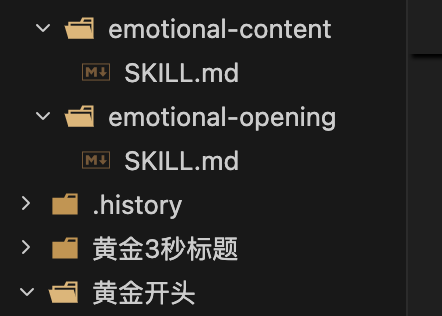 emotional-content
SKILL.md
emotional-opening
SKILL.md
.history
黄金3秒标题
黄金开头